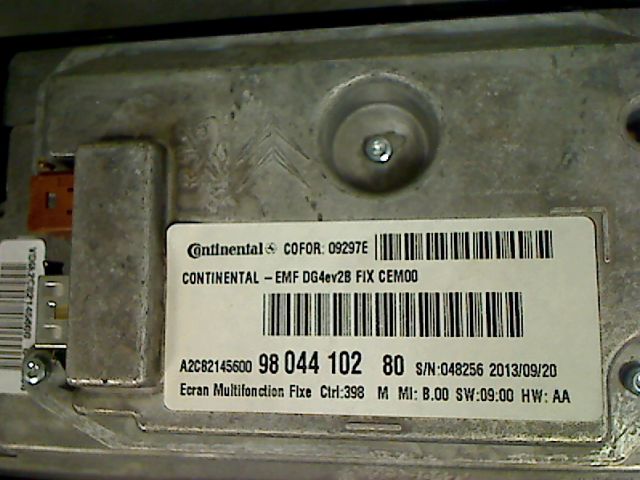 Continental COFOR: 09297E
CONTINENTAL - EMF DG4ev2B FIX CEM00
A2C82145600 98 044 102 80 S/N:048256 2013/09/20
Ecran Multifonction Fixe Ctrl:398 M MI: B.00 SW:09:00 HW: AA